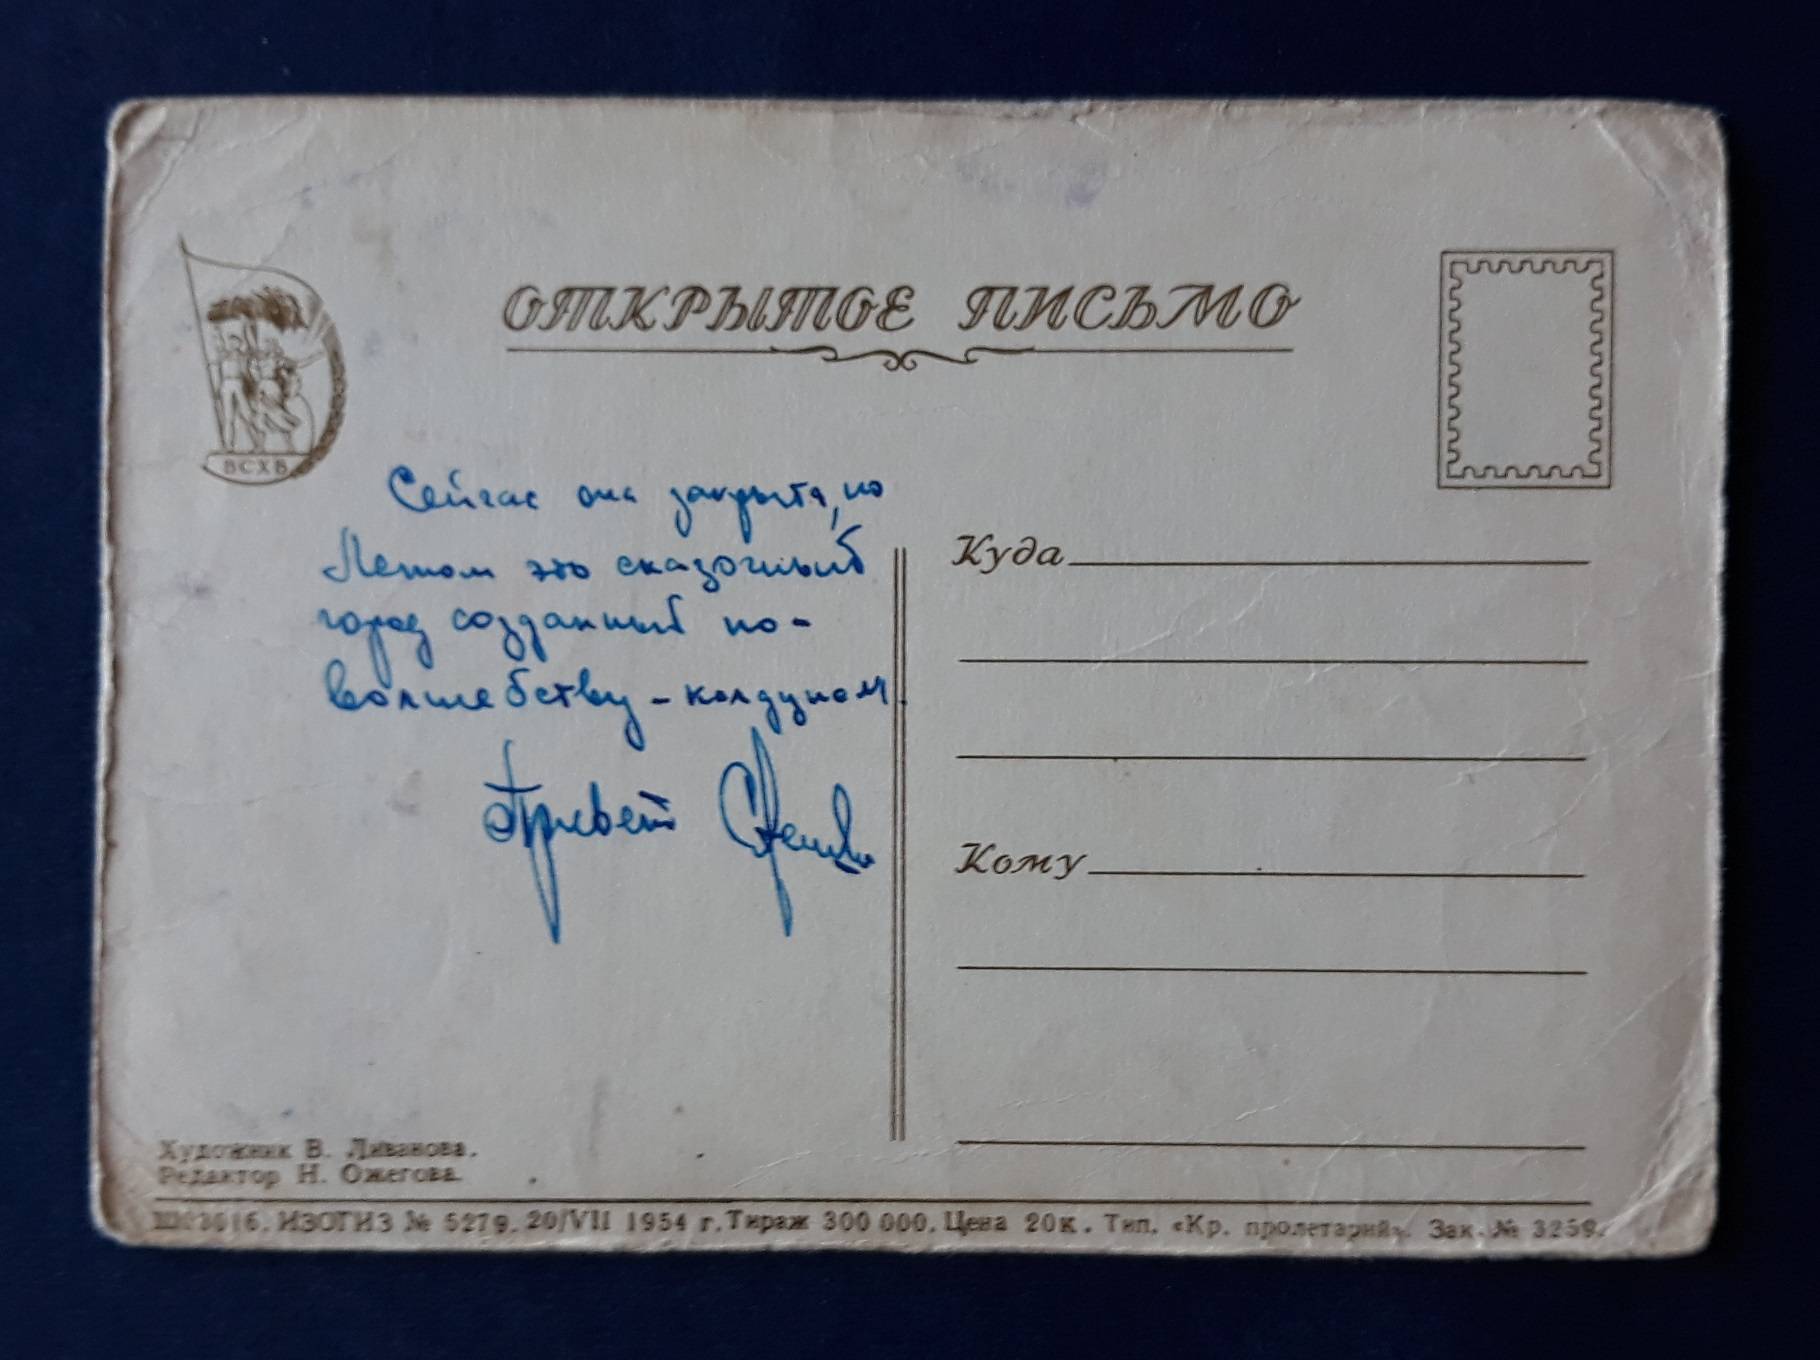 ОТКРЫТОЕ ПИСЬМО
ВСХВ
Сейчас она закрыта, но
Летом это сказочный
город созданный по-
волшебству - колдуном.
Привет
Куда
Кому
Художник В. Ливанова.
Редактор Н. Ожегова.
ИЗОГИЗ № 5279. 20/VII 1954 г. Тираж 300 000. Цена 20к. Тип. «Кр. пролетарий». Зак. № 3259.